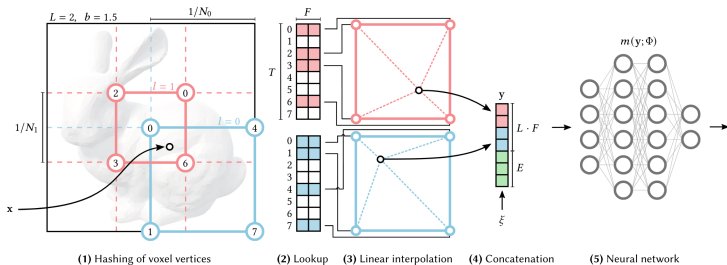 L = 2, b = 1.5
1/N₀
l = 1
2
0
l = 0
0
4
1/N₁
3
6
x
1
7
(1) Hashing of voxel vertices
F
T
0
1
2
3
4
5
6
7
0
1
2
3
4
5
6
7
(2) Lookup
(3) Linear interpolation
y
L · F
E
ξ
(4) Concatenation
m(y; Φ)
(5) Neural network